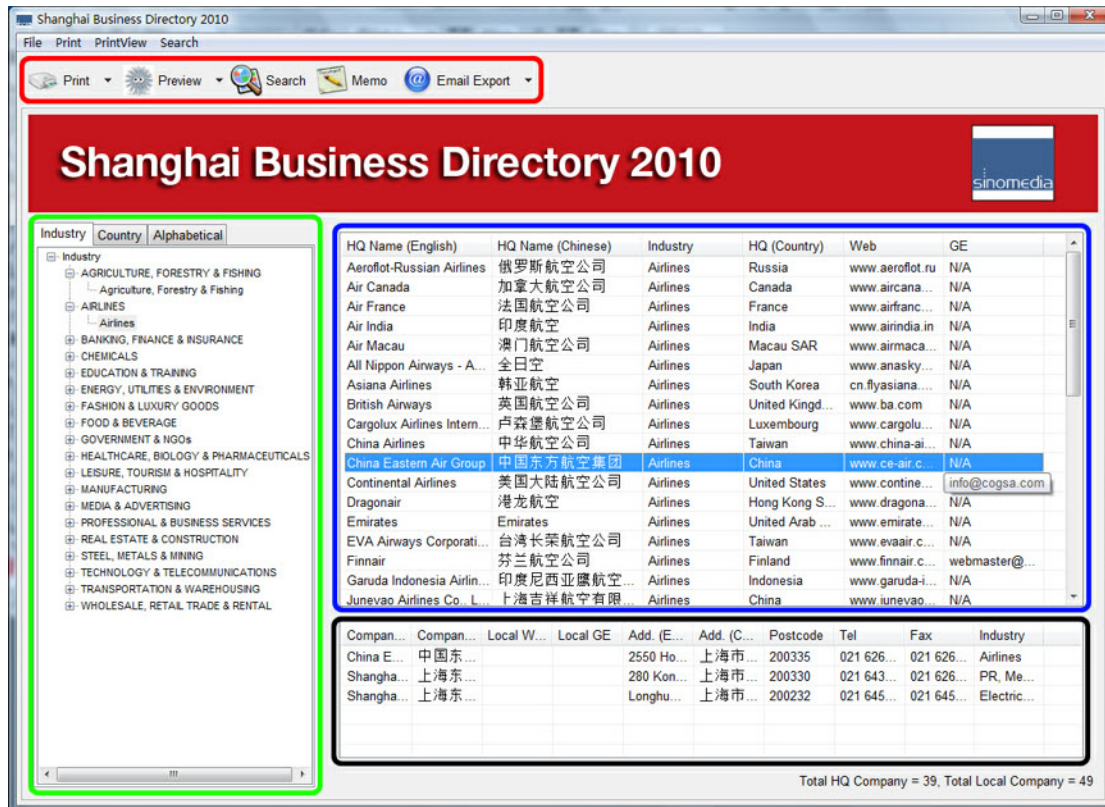 Shanghai Business Directory 2010
File Print PrintView Search
Print Preview Search Memo Email Export
Shanghai Business Directory 2010
sinomedia
Industry Country Alphabetical
Industry
AGRICULTURE, FORESTRY & FISHING
Agriculture, Forestry & Fishing
AIRLINES
Airlines
BANKING, FINANCE & INSURANCE
CHEMICALS
EDUCATION & TRAINING
ENERGY, UTILITIES & ENVIRONMENT
FASHION & LUXURY GOODS
FOOD & BEVERAGE
GOVERNMENT & NGOs
HEALTHCARE, BIOLOGY & PHARMACEUTICALS
LEISURE, TOURISM & HOSPITALITY
MANUFACTURING
MEDIA & ADVERTISING
PROFESSIONAL & BUSINESS SERVICES
REAL ESTATE & CONSTRUCTION
STEEL, METALS & MINING
TECHNOLOGY & TELECOMMUNICATIONS
TRANSPORTATION & WAREHOUSING
WHOLESALE, RETAIL TRADE & RENTAL
HQ Name (English) HQ Name (Chinese) Industry HQ (Country) Web GE
Aeroflot-Russian Airlines 俄罗斯航空公司 Airlines Russia www.aeroflot.ru N/A
Air Canada 加拿大航空公司 Airlines Canada www.aircana... N/A
Air France 法国航空公司 Airlines France www.airfranc... N/A
Air India 印度航空 Airlines India www.airindia.in N/A
Air Macau 澳门航空公司 Airlines Macau SAR www.airmaca... N/A
All Nippon Airways - A... 全日空 Airlines Japan www.anasky... N/A
Asiana Airlines 韩亚航空 Airlines South Korea cn.flyasiana.... N/A
British Airways 英国航空公司 Airlines United Kingd... www.ba.com N/A
Cargolux Airlines Intern... 卢森堡航空公司 Airlines Luxembourg www.cargolu... N/A
China Airlines 中华航空公司 Airlines Taiwan www.china-ai... N/A
China Eastern Air Group 中国东方航空集团 Airlines China www.ce-air.c... N/A
Continental Airlines 美国大陆航空公司 Airlines United States www.contine... info@cogsa.com
Dragonair 港龙航空 Airlines Hong Kong S... www.dragona... N/A
Emirates Emirates Airlines United Arab ... www.emirate... N/A
EVA Airways Corporati... 台湾长荣航空公司 Airlines Taiwan www.evaair.c... N/A
Finnair 芬兰航空公司 Airlines Finland www.finnair.c... webmaster@...
Garuda Indonesia Airlin... 印度尼西亚鹰航空... Airlines Indonesia www.garuda-i... N/A
Juneyao Airlines Co., L... 上海吉祥航空有限... Airlines China www.juneyao... N/A
Compan... Compan... Local W... Local GE Add. (E... Add. (C... Postcode Tel Fax Industry
China E... 中国东... 2550 Ho... 上海市... 200335 021 626... 021 626... Airlines
Shangha... 上海东... 280 Kon... 上海市... 200330 021 643... 021 626... PR, Me...
Shangha... 上海东... Longhu... 上海市... 200232 021 645... 021 645... Electric...
Total HQ Company = 39, Total Local Company = 49